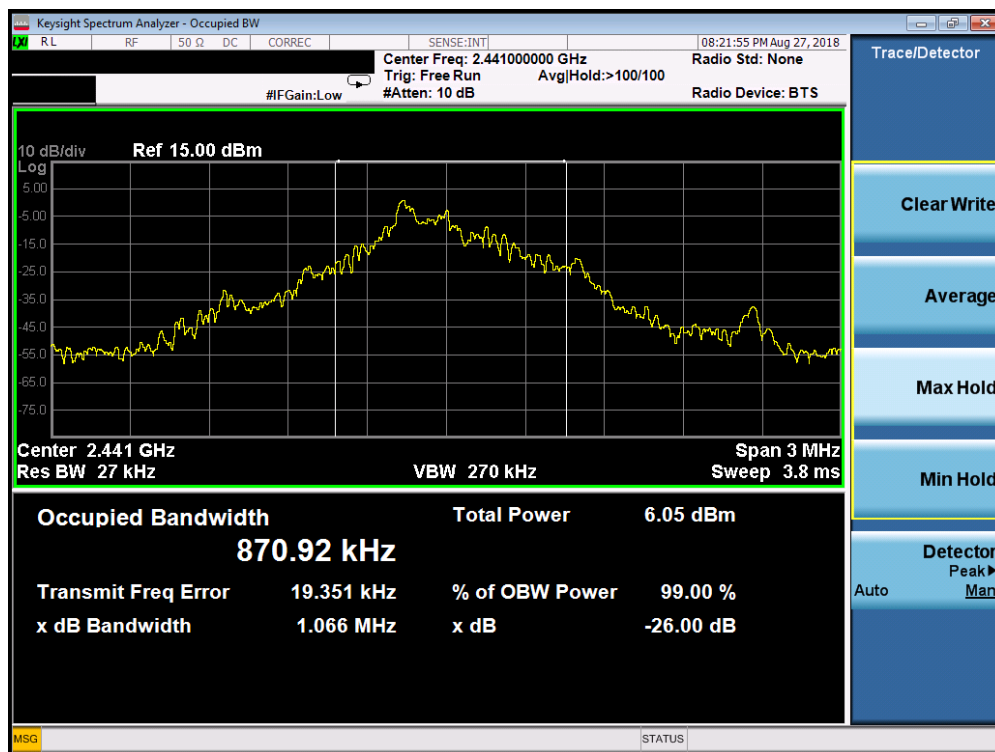 Keysight Spectrum Analyzer - Occupied BW
LXI RL RF 50 Ω DC CORREC SENSE:INT 08:21:55 PM Aug 27, 2018
Center Freq: 2.441000000 GHz Radio Std: None
Trig: Free Run Avg|Hold:>100/100
#IFGain:Low #Atten: 10 dB Radio Device: BTS
10 dB/div Ref 15.00 dBm
Log
5.00
-5.00
-15.0
-25.0
-35.0
-45.0
-55.0
-65.0
-75.0
Center 2.441 GHz Span 3 MHz
Res BW 27 kHz VBW 270 kHz Sweep 3.8 ms
Occupied Bandwidth Total Power 6.05 dBm
870.92 kHz
Transmit Freq Error 19.351 kHz % of OBW Power 99.00 %
x dB Bandwidth 1.066 MHz x dB -26.00 dB
MSG STATUS
Trace/Detector
Clear Write
Average
Max Hold
Min Hold
Detector
Peak▶
Auto Man